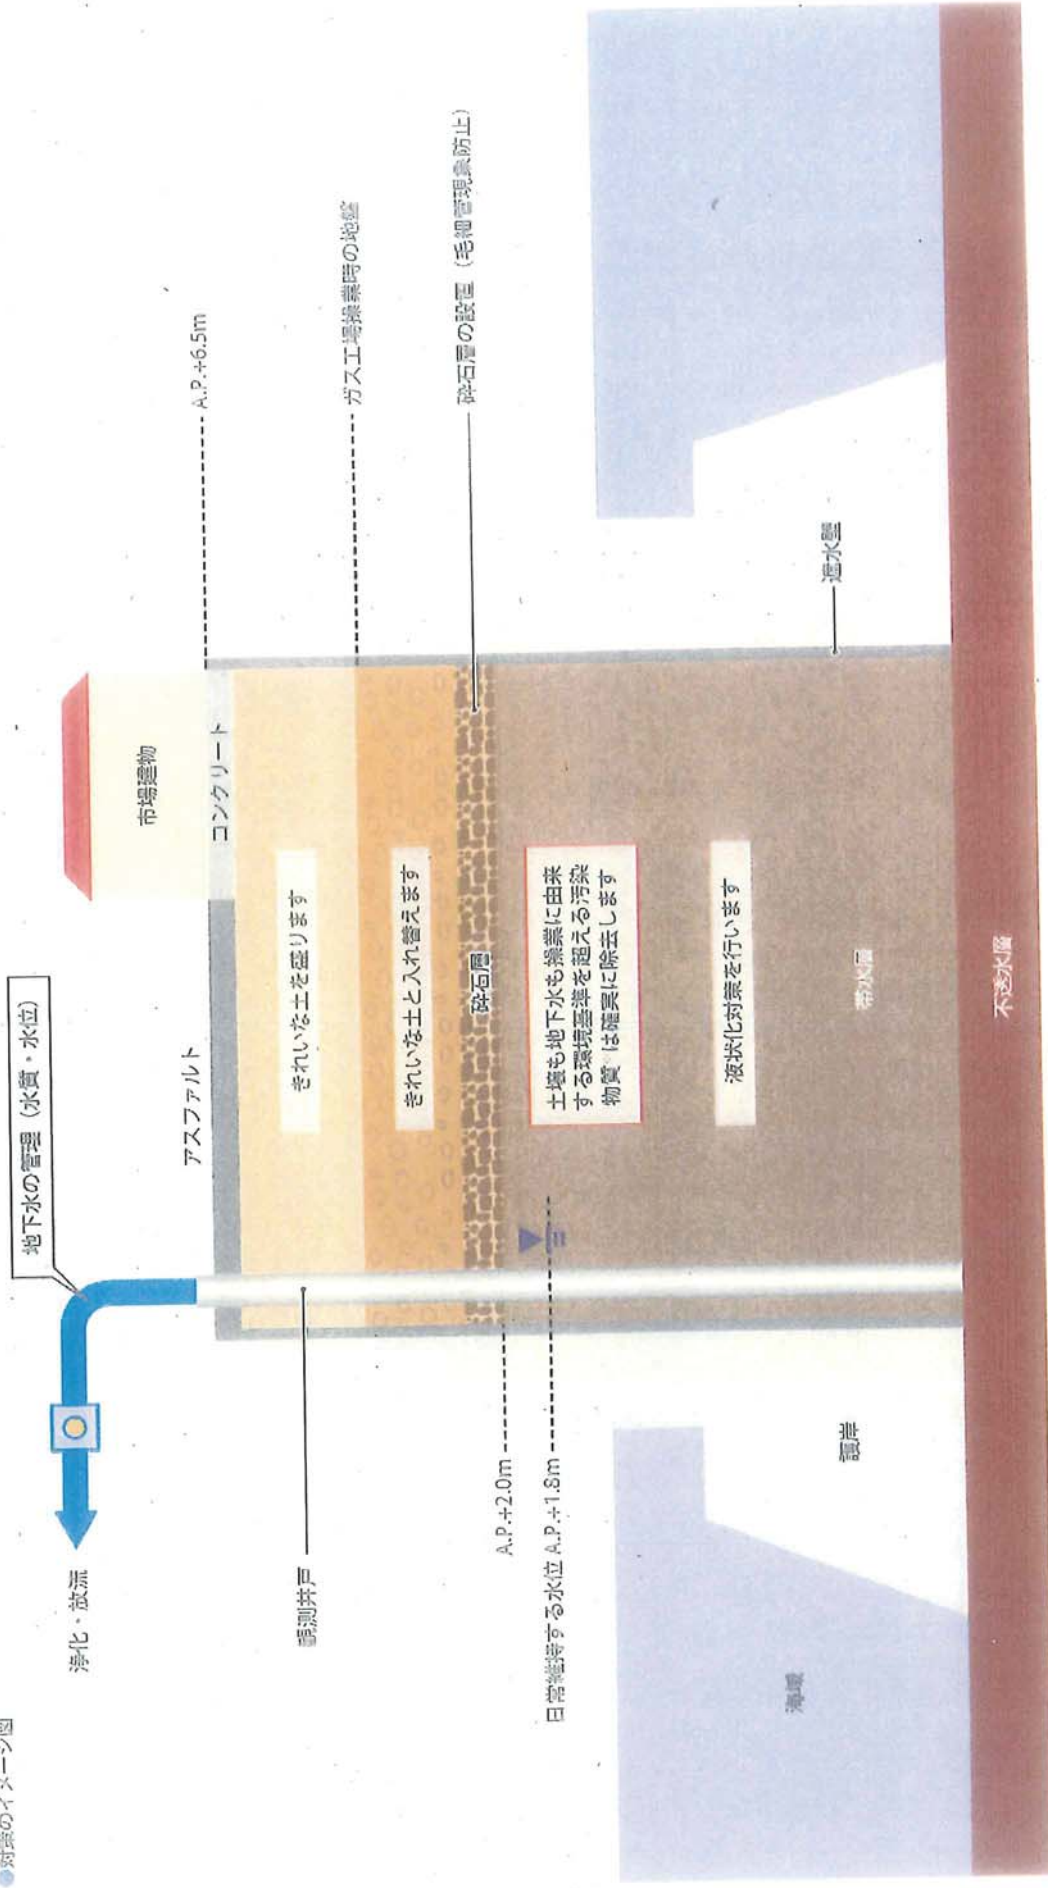 ●対策のイメージ図
地下水の管理（水質・水位）
浄化・放流
市場建物
アスファルト
コンクリート
A.P.+6.5m
きれいな土を盛ります
観測井戸
ガス工場操業時の地盤
きれいな土と入れ替えます
砕石層
砕石層の設置（毛細管現象防止）
A.P.+2.0m
日常維持する水位 A.P.+1.8m
土壌も地下水も操業に由来
する環境基準を超える汚染
物質※は確実に除去します
液状化対策を行います
遮水壁
護岸
海域
帯水層
不透水層